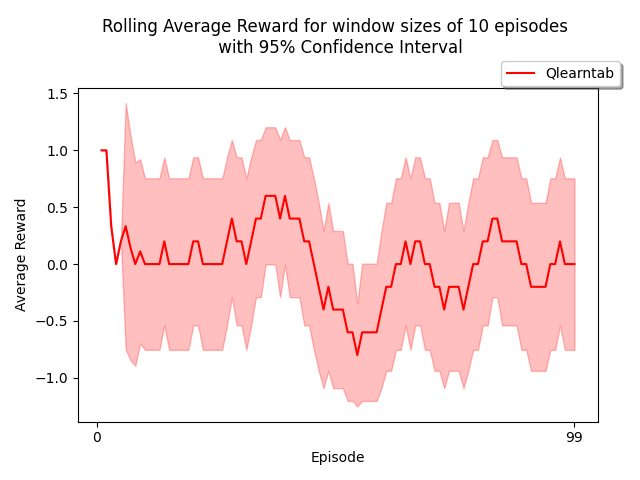 Rolling Average Reward for window sizes of 10 episodes
with 95% Confidence Interval
Qlearntab
1.5
1.0
0.5
0.0
−0.5
−1.0
Average Reward
0
99
Episode